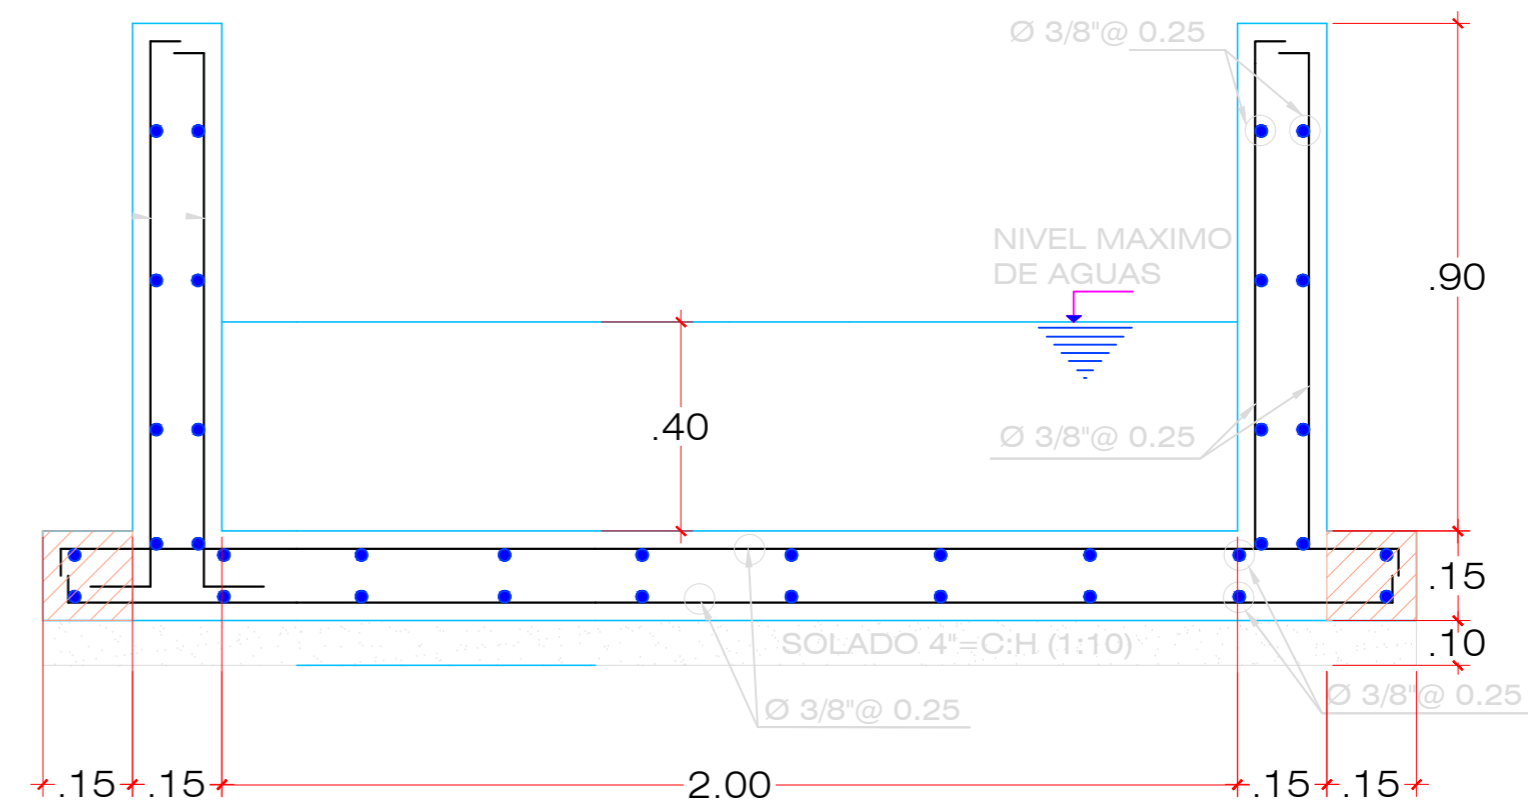 Ø 3/8"@ 0.25
NIVEL MAXIMO
DE AGUAS
.90
.40
Ø 3/8"@ 0.25
.15
SOLADO 4"=C:H (1:10)
.10
Ø 3/8"@ 0.25
Ø 3/8"@ 0.25
.15
.15
2.00
.15
.15